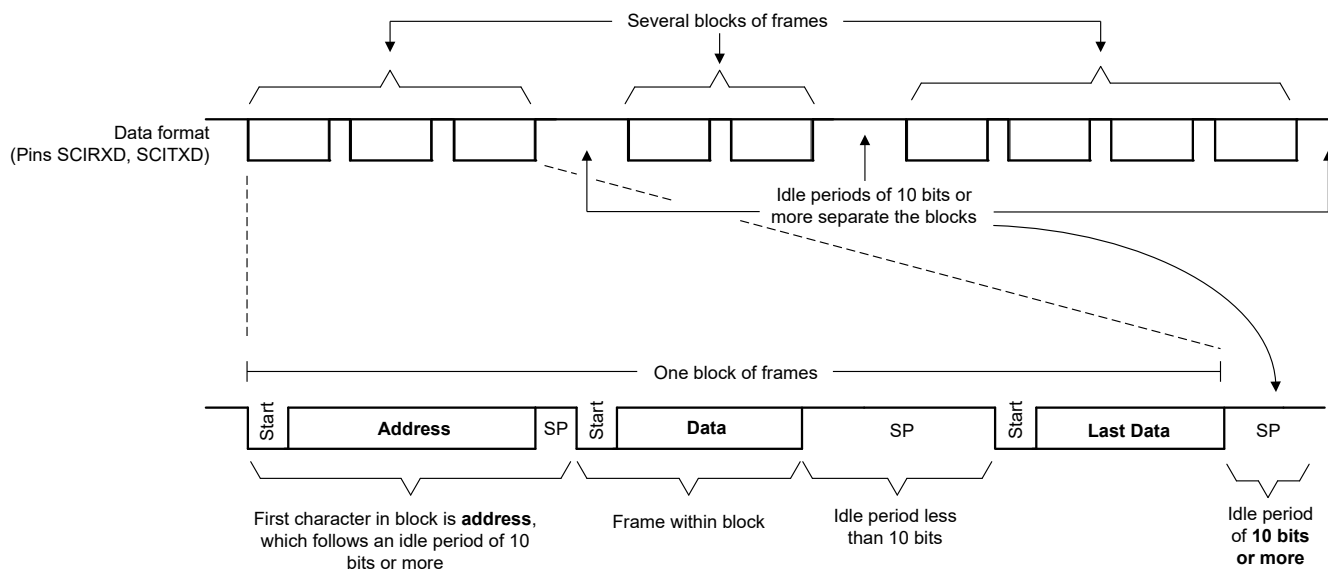 Several blocks of frames
Data format
(Pins SCIRXD, SCITXD)
Idle periods of 10 bits or
more separate the blocks
One block of frames
Start
Address
SP
Start
Data
SP
Start
Last Data
SP
First character in block is address,
which follows an idle period of 10
bits or more
Frame within block
Idle period less
than 10 bits
Idle period
of 10 bits
or more